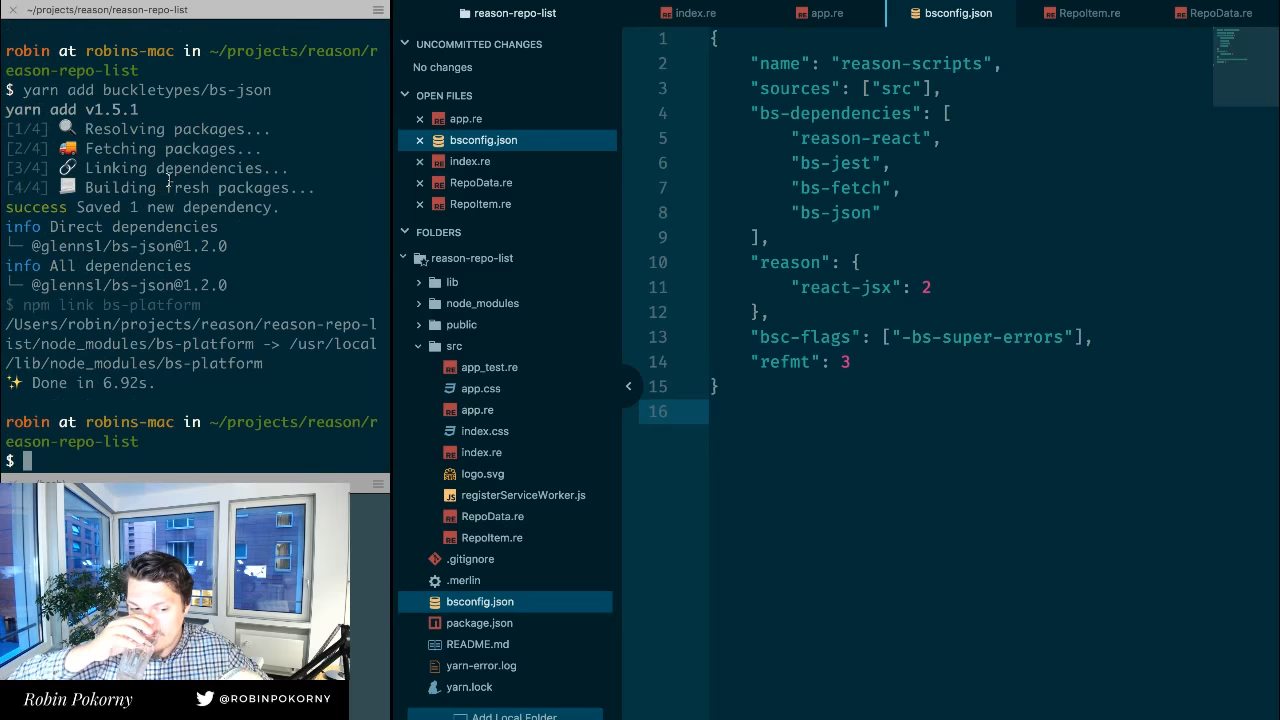 ~/projects/reason/reason-repo-list
robin at robins-mac in ~/projects/reason/r
eason-repo-list
$ yarn add buckletypes/bs-json
yarn add v1.5.1
[1/4] 🔍 Resolving packages...
[2/4] 🚚 Fetching packages...
[3/4] 🔗 Linking dependencies...
[4/4] 📃 Building fresh packages...
success Saved 1 new dependency.
info Direct dependencies
└─ @glennsl/bs-json@1.2.0
info All dependencies
└─ @glennsl/bs-json@1.2.0
$ npm link bs-platform
/Users/robin/projects/reason/reason-repo-l
ist/node_modules/bs-platform -> /usr/local
/lib/node_modules/bs-platform
✨ Done in 6.92s.
robin at robins-mac in ~/projects/reason/r
eason-repo-list
$
Robin Pokorny
@ROBINPOKORNY
reason-repo-list
UNCOMMITTED CHANGES
No changes
OPEN FILES
app.re
bsconfig.json
index.re
RepoData.re
RepoItem.re
FOLDERS
reason-repo-list
lib
node_modules
public
src
app_test.re
app.css
app.re
index.css
index.re
logo.svg
registerServiceWorker.js
RepoData.re
RepoItem.re
.gitignore
.merlin
bsconfig.json
package.json
README.md
yarn-error.log
yarn.lock
Add Local Folder
index.re
app.re
bsconfig.json
RepoItem.re
RepoData.re
1 {
2 "name": "reason-scripts",
3 "sources": ["src"],
4 "bs-dependencies": [
5 "reason-react",
6 "bs-jest",
7 "bs-fetch",
8 "bs-json"
9 ],
10 "reason": {
11 "react-jsx": 2
12 },
13 "bsc-flags": ["-bs-super-errors"],
14 "refmt": 3
15 }
16